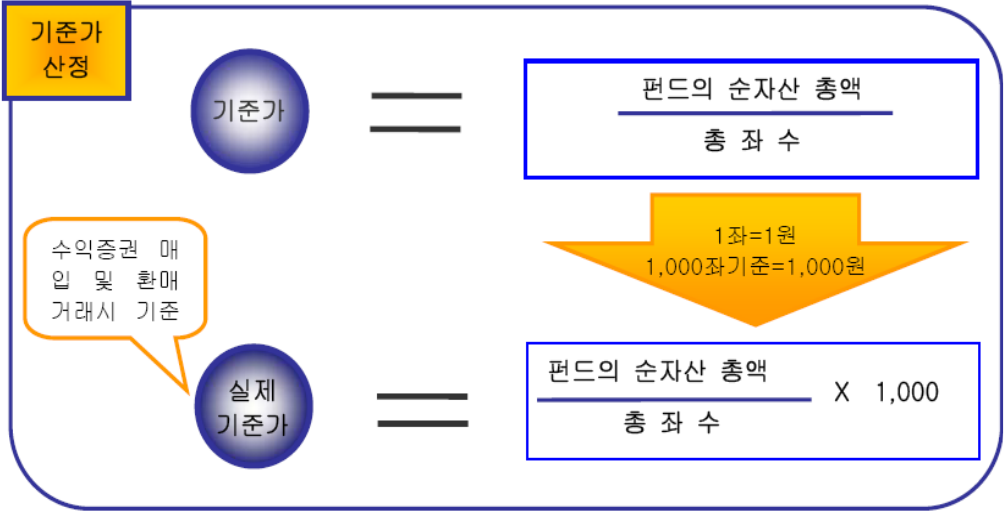 기준가
산정
기준가
펀드의 순자산 총액
총 좌 수
1좌=1원
1,000좌기준=1,000원
수익증권 매
입 및 환매
거래시 기준
실제
기준가
펀드의 순자산 총액
총 좌 수
X 1,000